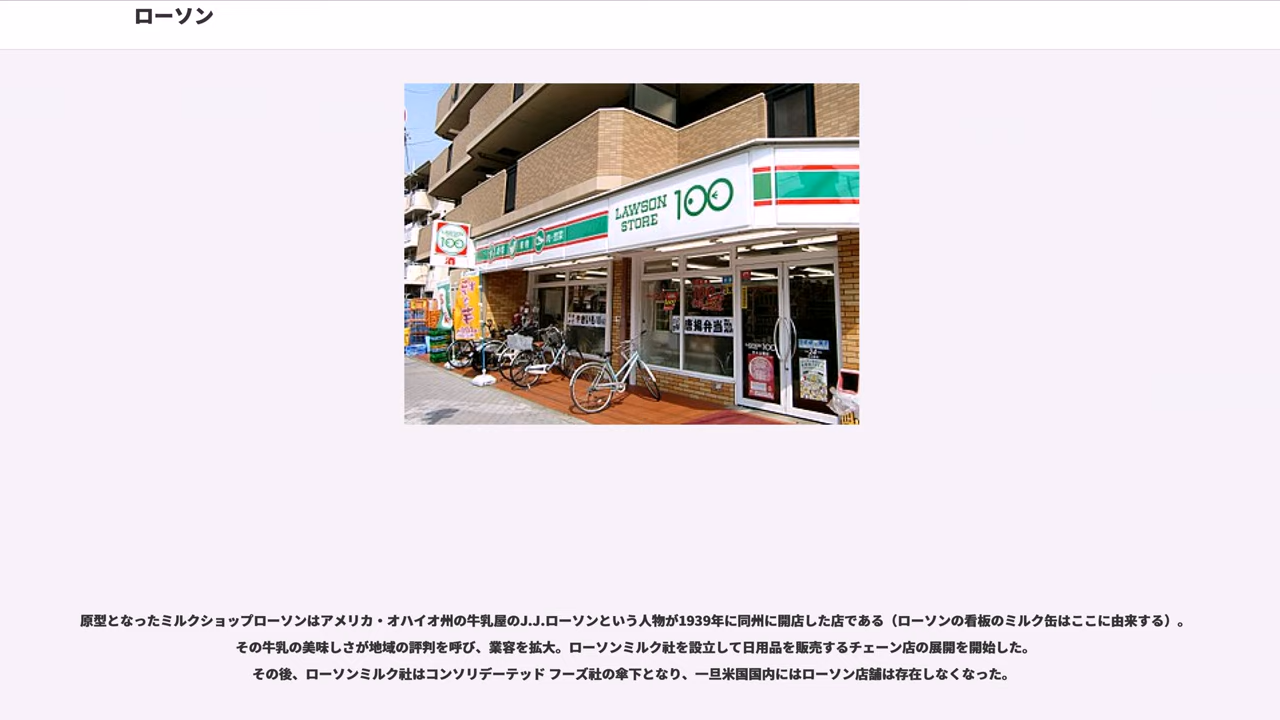 ローソン
LAWSON
STORE
100
唐揚弁当
原型となったミルクショップローソンはアメリカ・オハイオ州の牛乳屋のJ.J.ローソンという人物が1939年に同州に開店した店である（ローソンの看板のミルク缶はここに由来する）。
その牛乳の美味しさが地域の評判を呼び、業容を拡大。ローソンミルク社を設立して日用品を販売するチェーン店の展開を開始した。
その後、ローソンミルク社はコンソリデーテッド フーズ社の傘下となり、一旦米国国内にはローソン店舗は存在しなくなった。